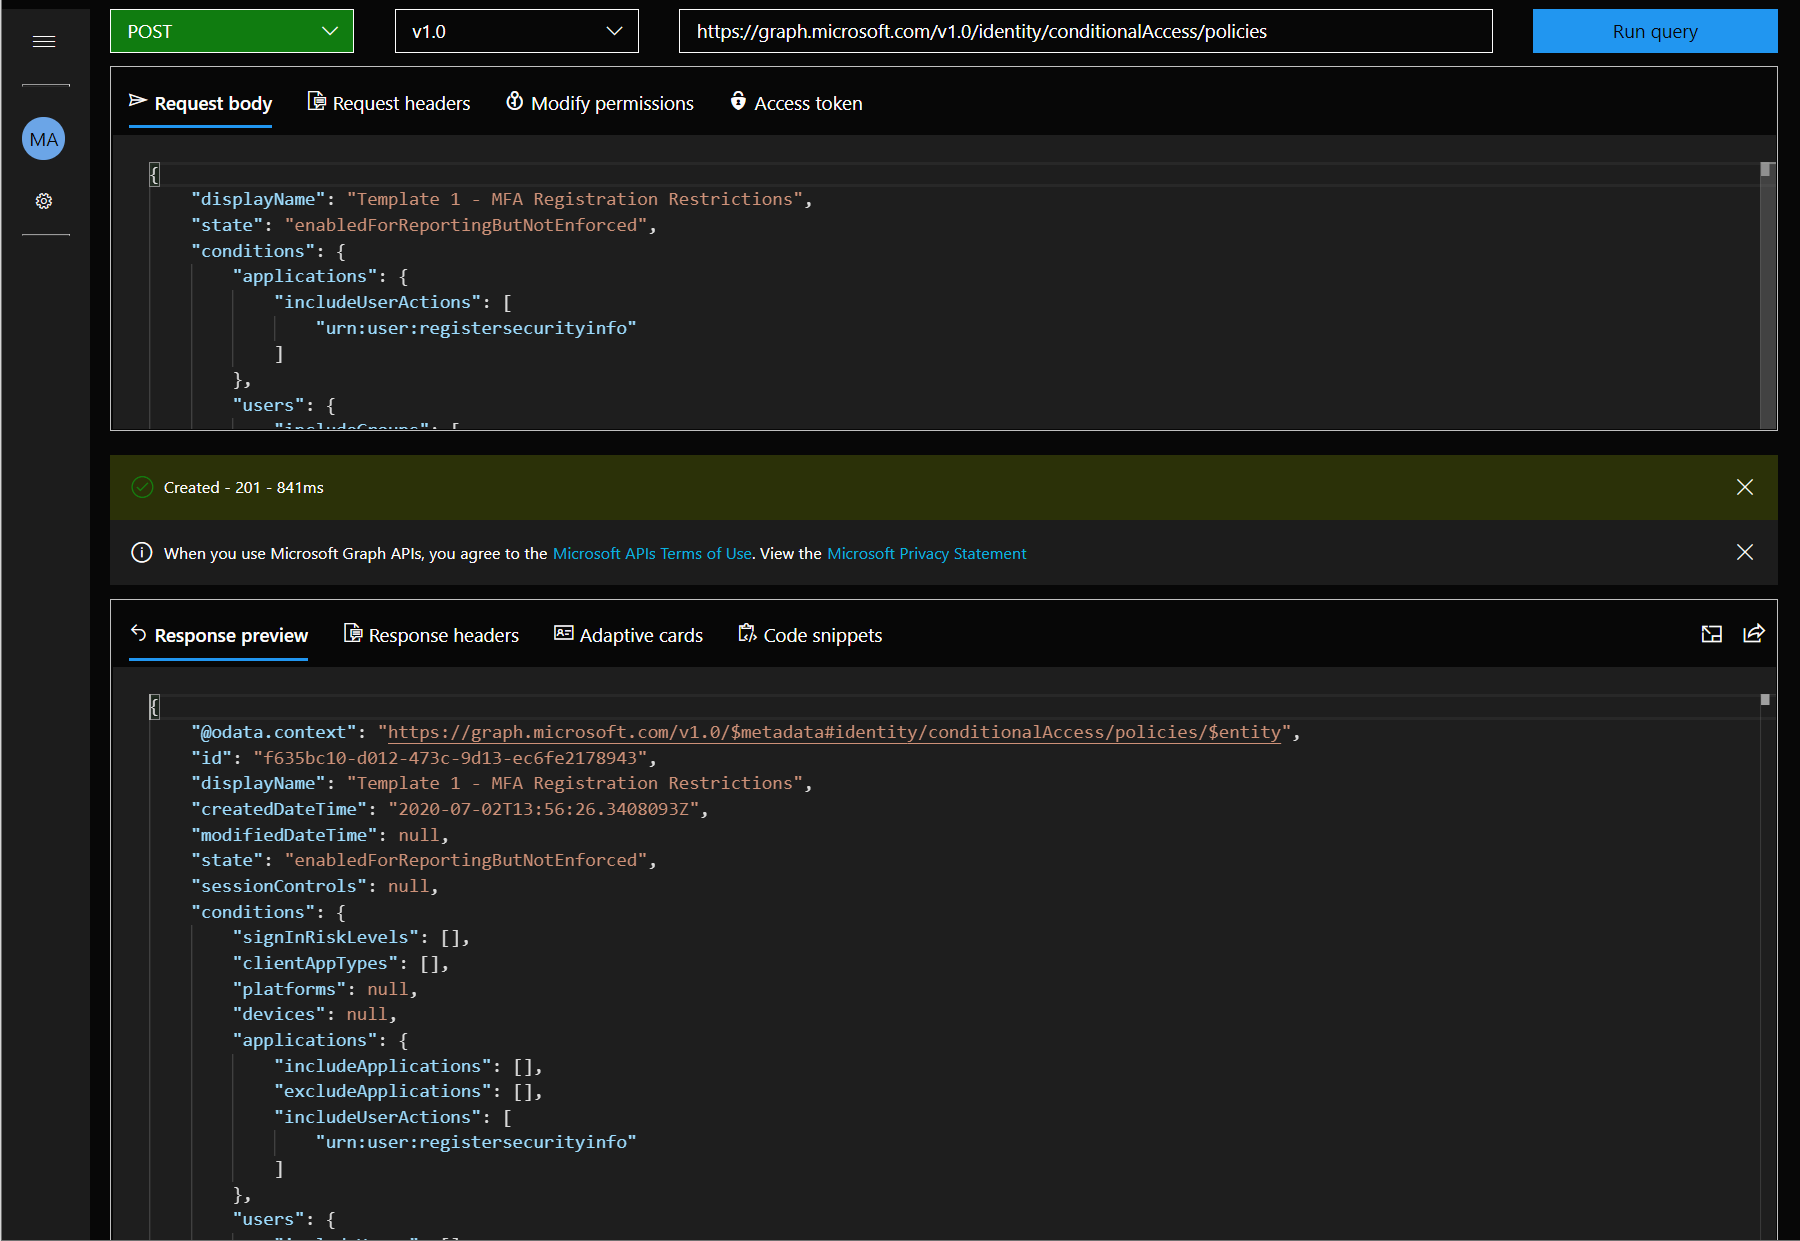 POST
v1.0
https://graph.microsoft.com/v1.0/identity/conditionalAccess/policies
Run query
MA
Request body
Request headers
Modify permissions
Access token
{
"displayName": "Template 1 - MFA Registration Restrictions",
"state": "enabledForReportingButNotEnforced",
"conditions": {
"applications": {
"includeUserActions": [
"urn:user:registersecurityinfo"
]
},
"users": {
"includeGroups": [
Created - 201 - 841ms
When you use Microsoft Graph APIs, you agree to the Microsoft APIs Terms of Use. View the Microsoft Privacy Statement
Response preview
Response headers
Adaptive cards
Code snippets
{
"@odata.context": "https://graph.microsoft.com/v1.0/$metadata#identity/conditionalAccess/policies/$entity",
"id": "f635bc10-d012-473c-9d13-ec6fe2178943",
"displayName": "Template 1 - MFA Registration Restrictions",
"createdDateTime": "2020-07-02T13:56:26.3408093Z",
"modifiedDateTime": null,
"state": "enabledForReportingButNotEnforced",
"sessionControls": null,
"conditions": {
"signInRiskLevels": [],
"clientAppTypes": [],
"platforms": null,
"devices": null,
"applications": {
"includeApplications": [],
"excludeApplications": [],
"includeUserActions": [
"urn:user:registersecurityinfo"
]
},
"users": {